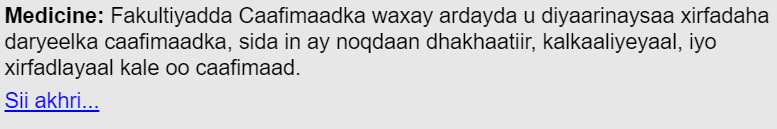 Medicine: Fakultiyadda Caafimaadka waxay ardayda u diyaarinaysaa xirfadaha
daryeelka caafimaadka, sida in ay noqdaan dhakhaatiir, kalkaaliyeyaal, iyo
xirfadlayaal kale oo caafimaad.
Sii akhri...